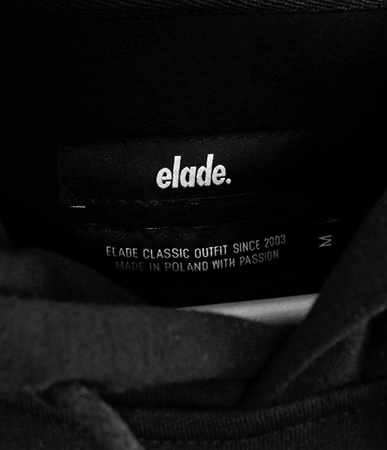 elade.
ELADE CLASSIC OUTFIT SINCE 2003
MADE IN POLAND WITH PASSION
M